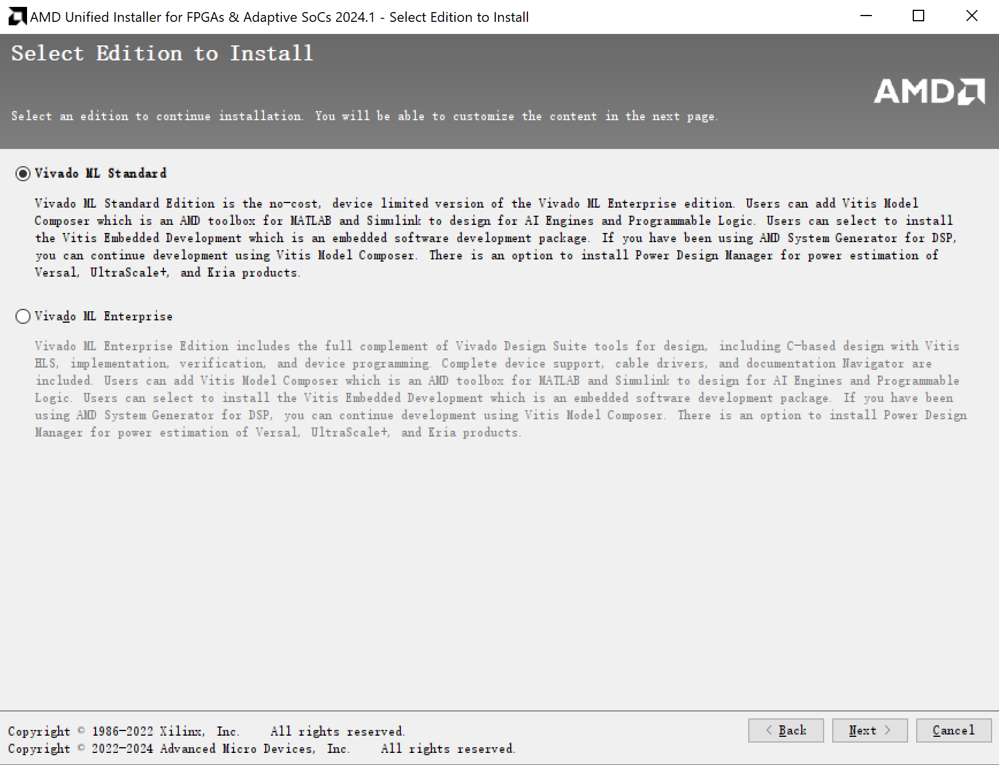 AMD Unified Installer for FPGAs & Adaptive SoCs 2024.1 - Select Edition to Install
Select Edition to Install
AMD
Select an edition to continue installation. You will be able to customize the content in the next page.
Vivado ML Standard
Vivado ML Standard Edition is the no-cost, device limited version of the Vivado ML Enterprise edition. Users can add Vitis Model
Composer which is an AMD toolbox for MATLAB and Simulink to design for AI Engines and Programmable Logic. Users can select to install
the Vitis Embedded Development which is an embedded software development package. If you have been using AMD System Generator for DSP,
you can continue development using Vitis Model Composer. There is an option to install Power Design Manager for power estimation of
Versal, UltraScale+, and Kria products.
Vivado ML Enterprise
Vivado ML Enterprise Edition includes the full complement of Vivado Design Suite tools for design, including C-based design with Vitis
HLS, implementation, verification, and device programming. Complete device support, cable drivers, and documentation Navigator are
included. Users can add Vitis Model Composer which is an AMD toolbox for MATLAB and Simulink to design for AI Engines and Programmable
Logic. Users can select to install the Vitis Embedded Development which is an embedded software development package. If you have been
using AMD System Generator for DSP, you can continue development using Vitis Model Composer. There is an option to install Power Design
Manager for power estimation of Versal, UltraScale+, and Kria products.
Copyright © 1986-2022 Xilinx, Inc. All rights reserved.
Copyright © 2022-2024 Advanced Micro Devices, Inc. All rights reserved.
< Back
Next >
Cancel